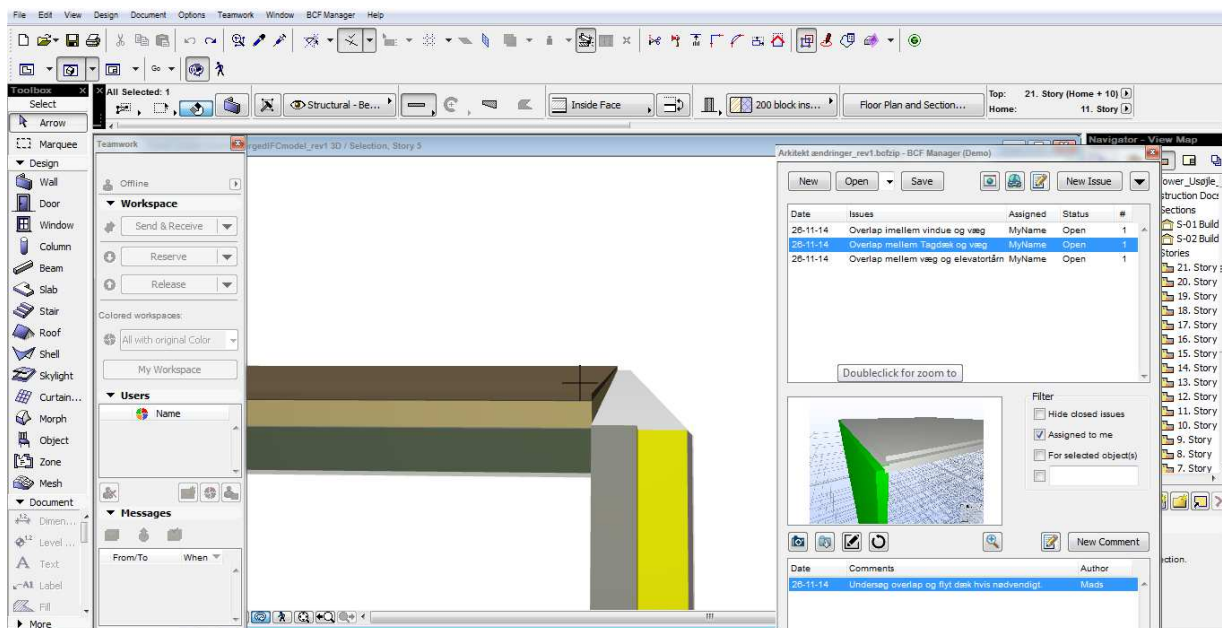 File Edit View Design Document Options Teamwork Window BCF Manager Help
Go
Toolbox
Select
Arrow
Marquee
Design
Wall
Door
Window
Column
Beam
Slab
Stair
Roof
Shell
Skylight
Curtain...
Morph
Object
Zone
Mesh
Document
Dimen...
Level ...
A Text
A1 Label
Fill
More
All Selected: 1
Structural - Be...
Inside Face
200 block ins...
Floor Plan and Section...
Top: 21. Story (Home + 10)
Home: 11. Story
Teamwork
Offline
Workspace
Send & Receive
Reserve
Release
Colored workspaces:
All with original Color
My Workspace
Users
Name
Messages
From/To When
rgedIFCmodel_rev1 3D / Selection, Story 5
Arkitekt ændringer_rev1.bcfzip - BCF Manager (Demo)
New Open Save New Issue
Date Issues Assigned Status #
26-11-14 Overlap imellem vindue og væg MyName Open 1
26-11-14 Overlap mellem Tagdæk og væg MyName Open 1
26-11-14 Overlap mellem væg og elevatortårn MyName Open 1
Doubleclick for zoom to
Filter
Hide closed issues
Assigned to me
For selected object(s)
New Comment
Date Comments Author
26-11-14 Undersøg overlap og flyt dæk hvis nødvendigt. Mads
Navigator - View Map
ower_Usøjle_
struction Docs
Sections
S-01 Build
S-02 Build
Stories
21. Story
20. Story
19. Story
18. Story
17. Story
16. Story
15. Story
14. Story
13. Story
12. Story
11. Story
10. Story
9. Story
8. Story
7. Story